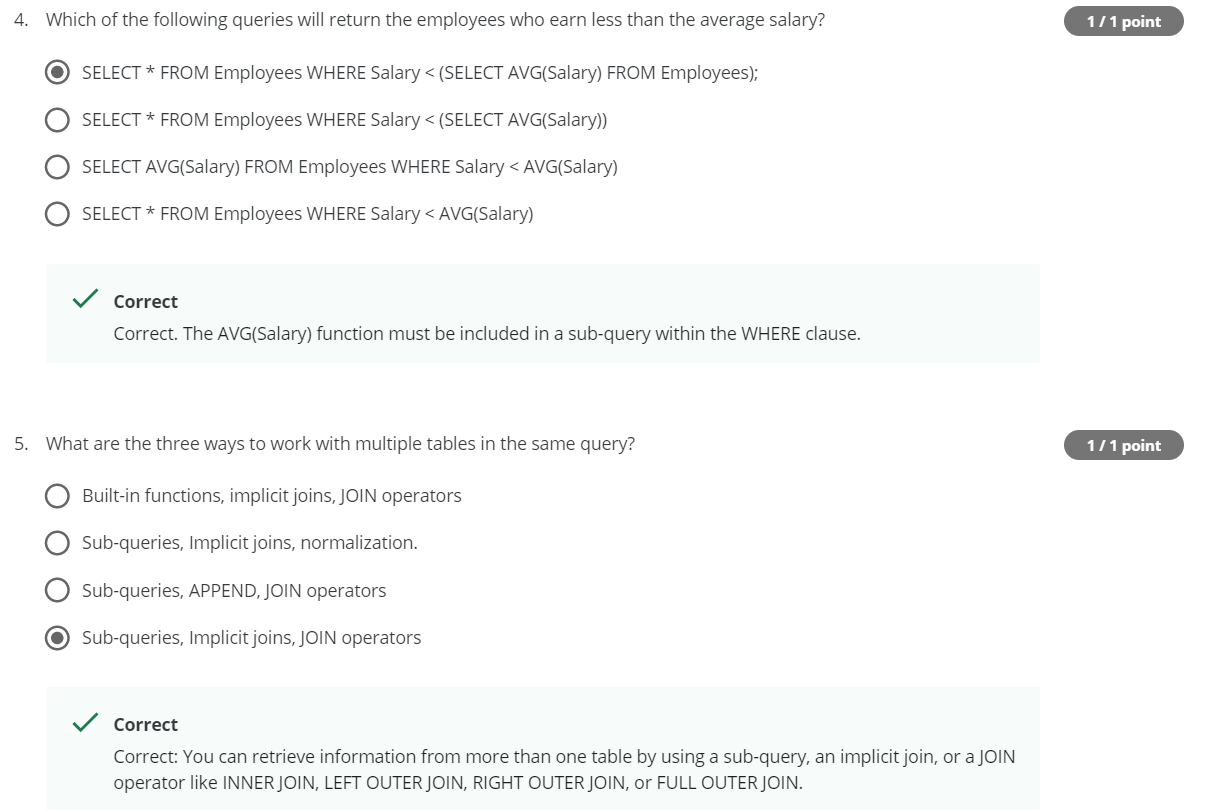 4. Which of the following queries will return the employees who earn less than the average salary?
1 / 1 point
SELECT * FROM Employees WHERE Salary < (SELECT AVG(Salary) FROM Employees);
SELECT * FROM Employees WHERE Salary < (SELECT AVG(Salary))
SELECT AVG(Salary) FROM Employees WHERE Salary < AVG(Salary)
SELECT * FROM Employees WHERE Salary < AVG(Salary)
Correct
Correct. The AVG(Salary) function must be included in a sub-query within the WHERE clause.
5. What are the three ways to work with multiple tables in the same query?
1 / 1 point
Built-in functions, implicit joins, JOIN operators
Sub-queries, Implicit joins, normalization.
Sub-queries, APPEND, JOIN operators
Sub-queries, Implicit joins, JOIN operators
Correct
Correct: You can retrieve information from more than one table by using a sub-query, an implicit join, or a JOIN
operator like INNER JOIN, LEFT OUTER JOIN, RIGHT OUTER JOIN, or FULL OUTER JOIN.